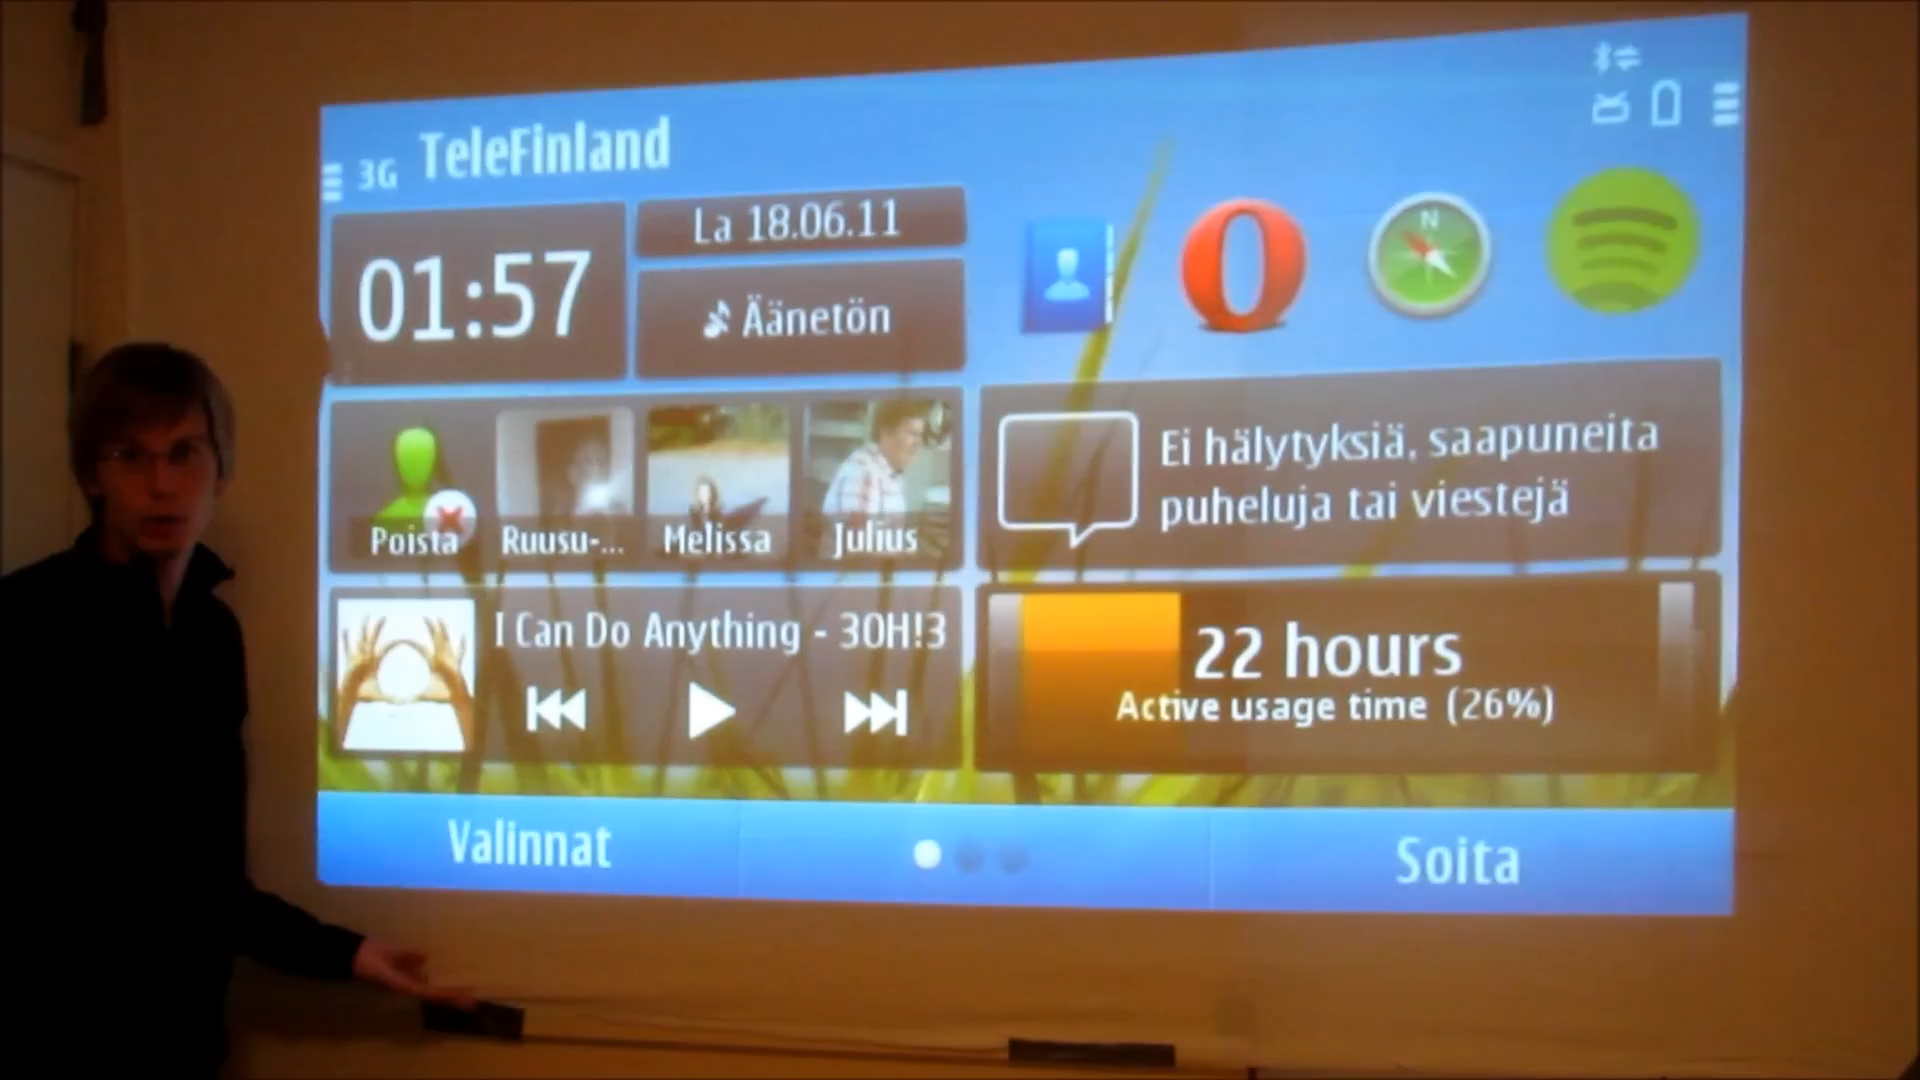 3G TeleFinland
01:57
La 18.06.11
Äänetön
N
Poista
Ruusu-...
Melissa
Julius
Ei hälytyksiä, saapuneita
puheluja tai viestejä
I Can Do Anything - 3OH!3
22 hours
Active usage time (26%)
Valinnat
Soita